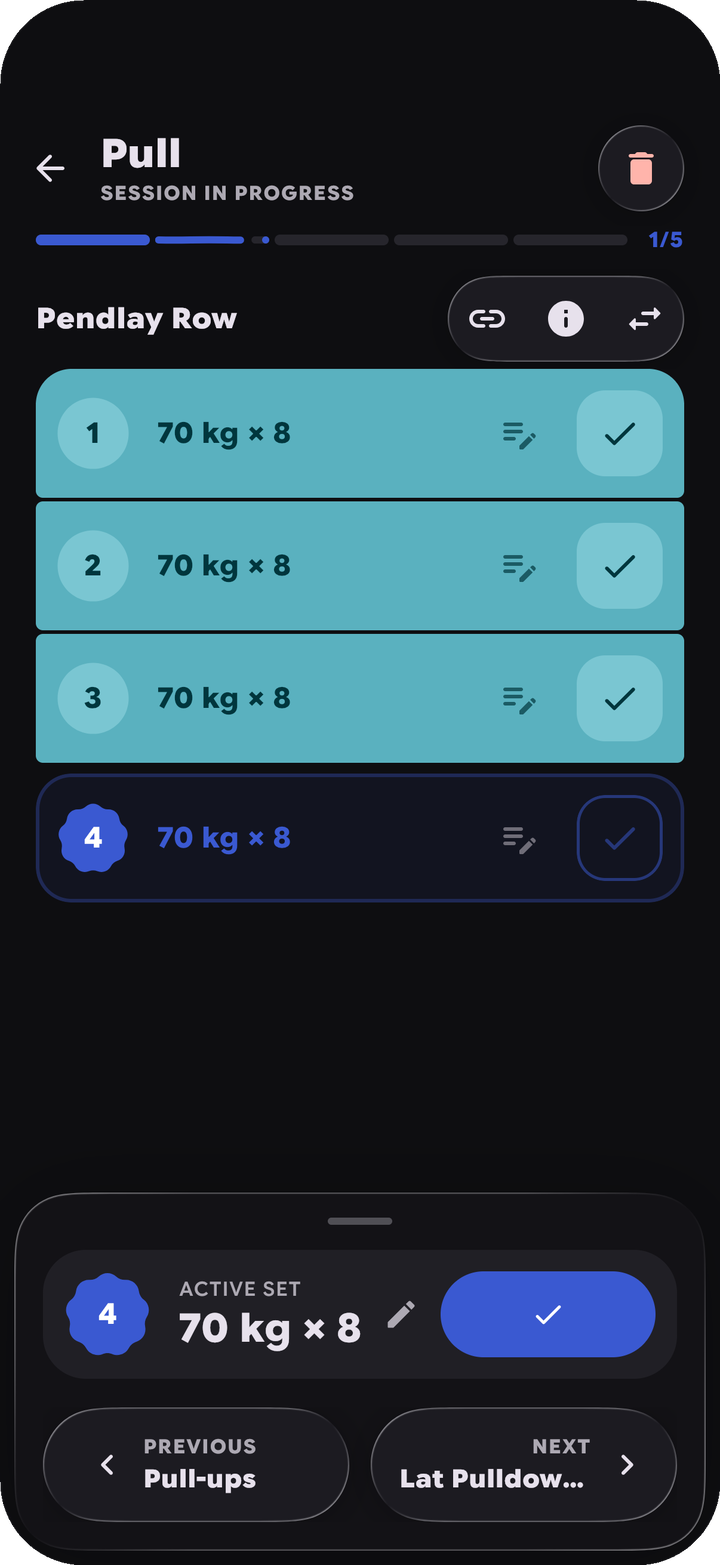 Pull
SESSION IN PROGRESS
1/5
Pendlay Row
1 70 kg × 8
2 70 kg × 8
3 70 kg × 8
4 70 kg × 8
ACTIVE SET
4 70 kg × 8
PREVIOUS
Pull-ups
NEXT
Lat Pulldow...